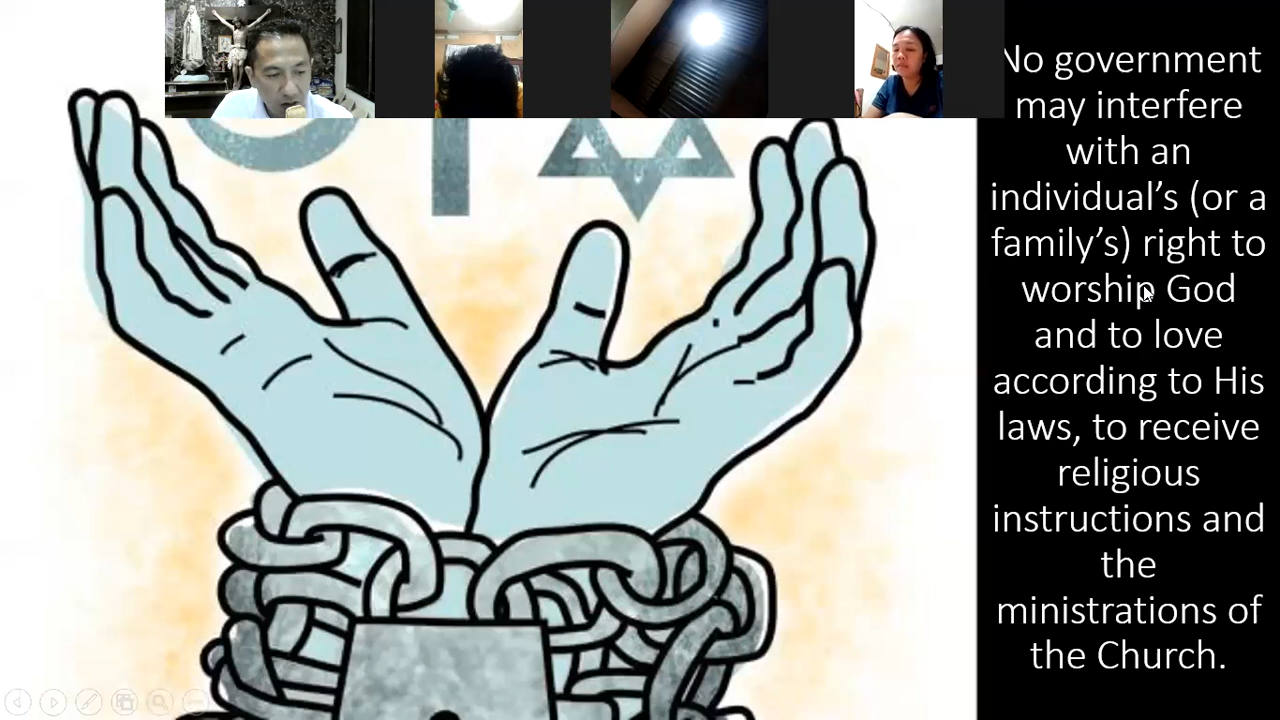 No government
may interfere
with an
individual’s (or a
family’s) right to
worship God
and to love
according to His
laws, to receive
religious
instructions and
the
ministrations of
the Church.